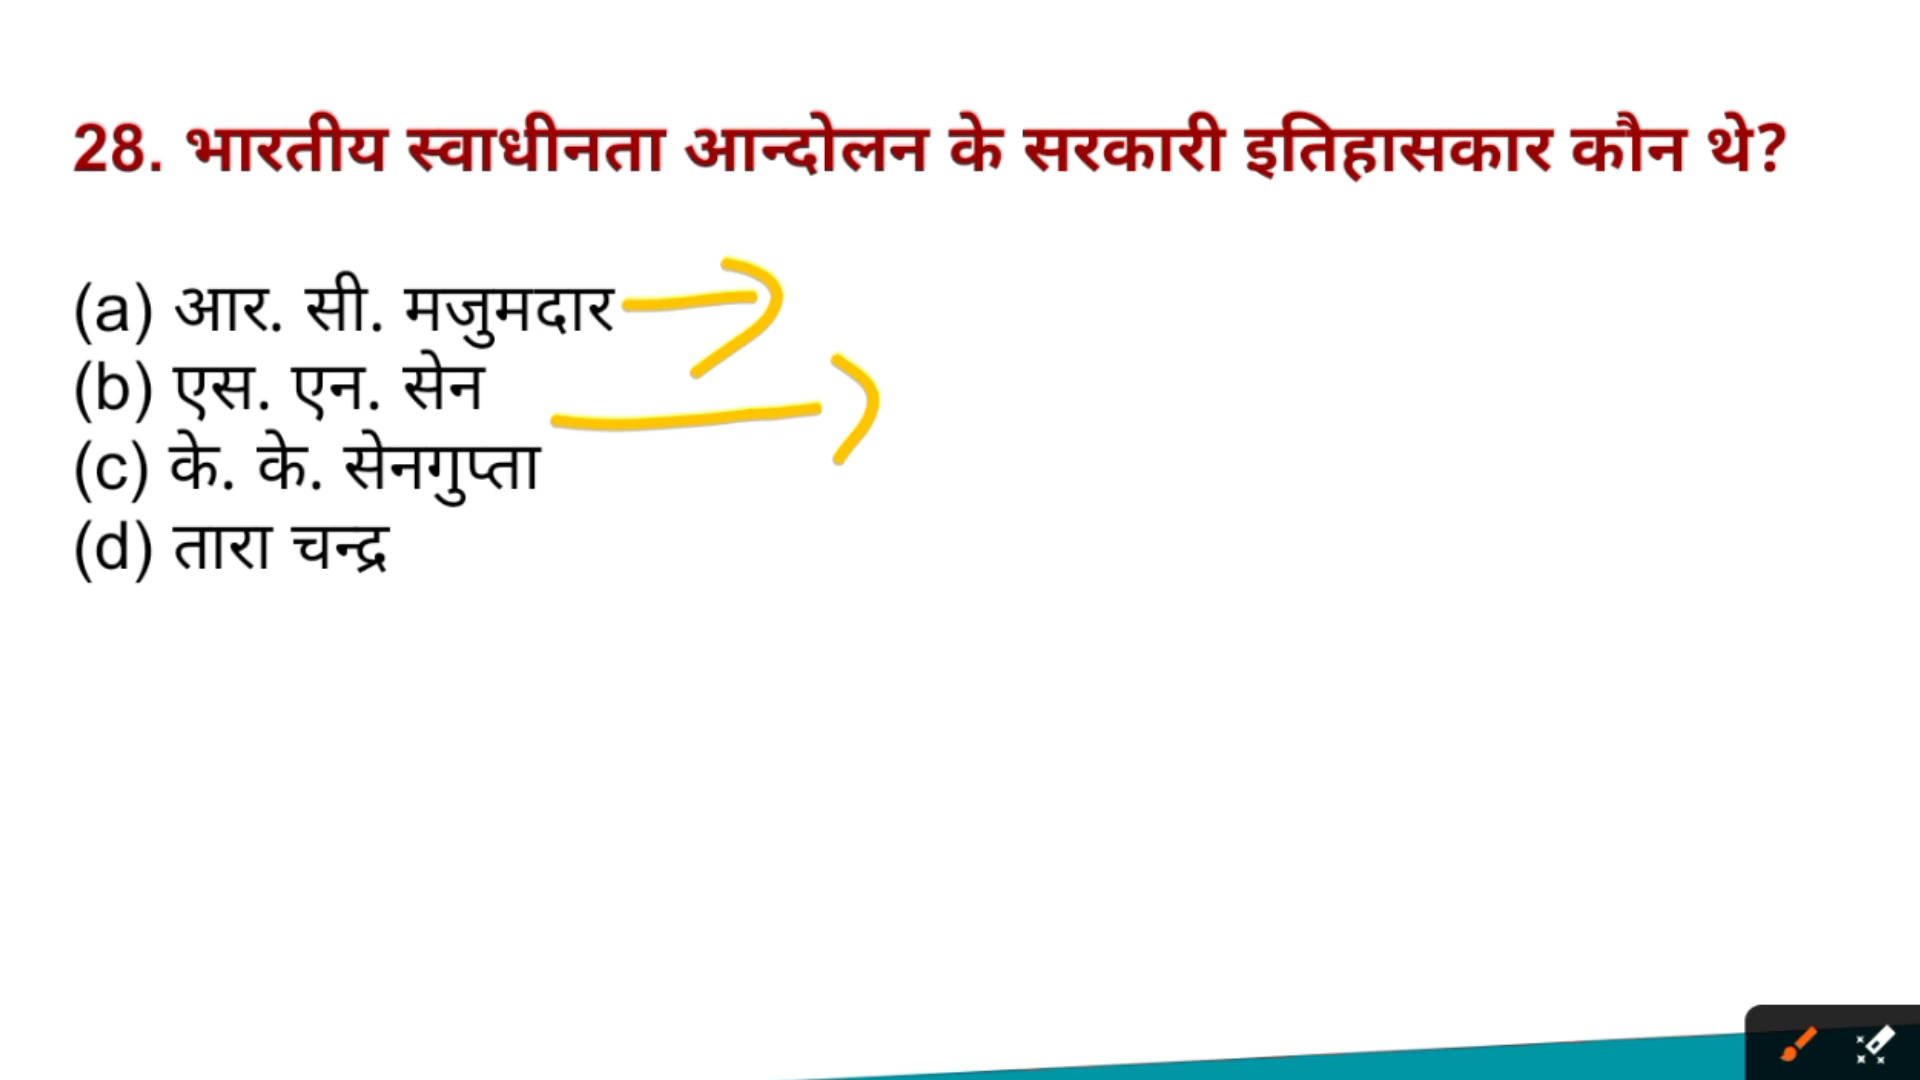 28. भारतीय स्वाधीनता आन्दोलन के सरकारी इतिहासकार कौन थे?
(a) आर. सी. मजुमदार
(b) एस. एन. सेन
(c) के. के. सेनगुप्ता
(d) तारा चन्द्र